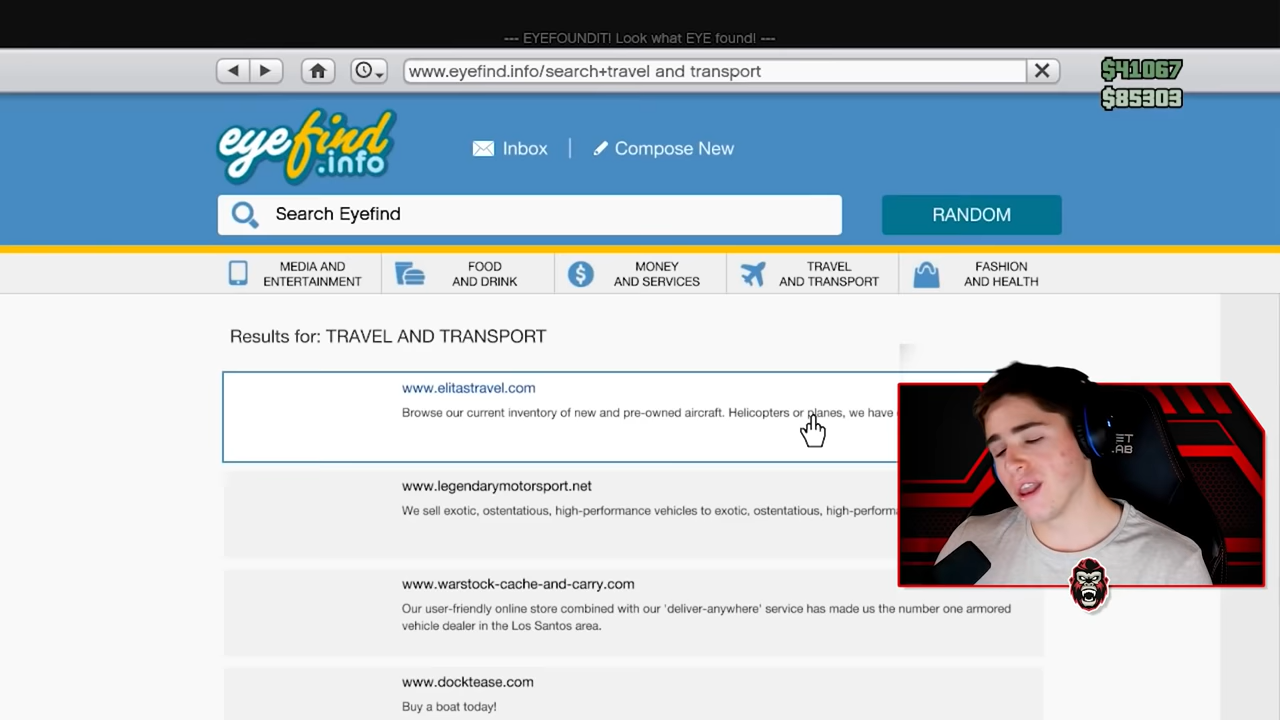 --- EYEFOUNDIT! Look what EYE found! ---
www.eyefind.info/search+travel and transport
$41067
$85303
eyefind
.info
Inbox
Compose New
Search Eyefind
RANDOM
MEDIA AND
ENTERTAINMENT
FOOD
AND DRINK
MONEY
AND SERVICES
TRAVEL
AND TRANSPORT
FASHION
AND HEALTH
Results for: TRAVEL AND TRANSPORT
www.elitastravel.com
Browse our current inventory of new and pre-owned aircraft. Helicopters or planes, we have
www.legendarymotorsport.net
We sell exotic, ostentatious, high-performance vehicles to exotic, ostentatious,
www.warstock-cache-and-carry.com
Our user-friendly online store combined with our 'deliver-anywhere' service has made us the number one armored
vehicle dealer in the Los Santos area.
www.docktease.com
Buy a boat today!